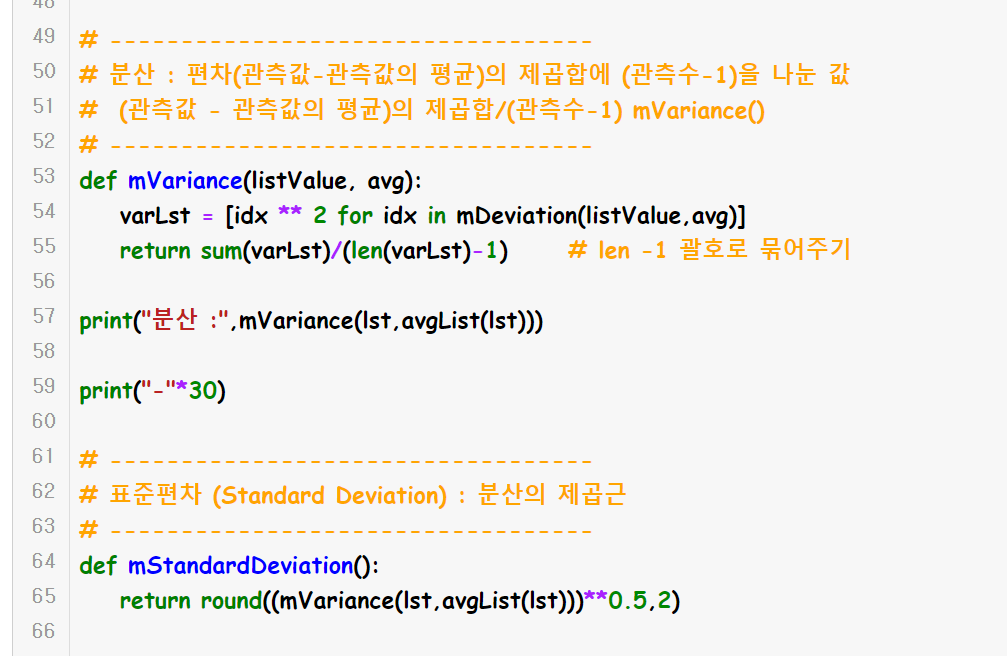 48
49 # ----------------------------------
50 # 분산 : 편차(관측값-관측값의 평균)의 제곱합에 (관측수-1)을 나눈 값
51 #  (관측값 - 관측값의 평균)의 제곱합/(관측수-1) mVariance()
52 # ----------------------------------
53 def mVariance(listValue, avg):
54     varLst = [idx ** 2 for idx in mDeviation(listValue,avg)]
55     return sum(varLst)/(len(varLst)-1)      # len -1 괄호로 묶어주기
56
57 print("분산 :",mVariance(lst,avgList(lst)))
58
59 print("-"*30)
60
61 # ----------------------------------
62 # 표준편차 (Standard Deviation) : 분산의 제곱근
63 # ----------------------------------
64 def mStandardDeviation():
65     return round((mVariance(lst,avgList(lst)))**0.5,2)
66